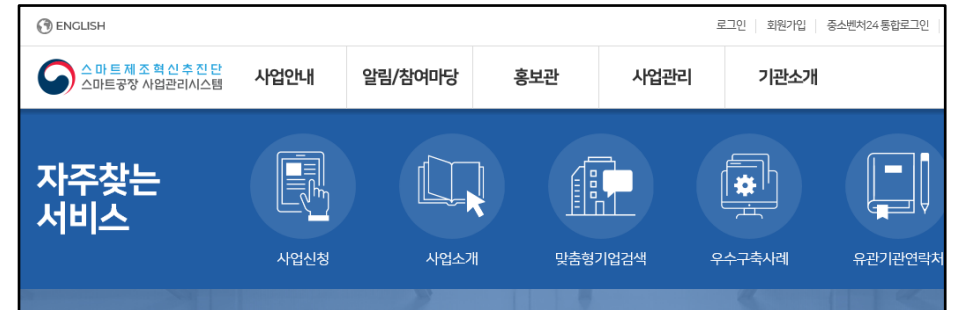 ENGLISH
로그인 회원가입 중소벤처24 통합로그인
스마트제조혁신추진단
스마트공장 사업관리시스템
사업안내 알림/참여마당 홍보관 사업관리 기관소개
자주찾는
서비스
사업신청 사업소개 맞춤형기업검색 우수구축사례 유관기관연락처